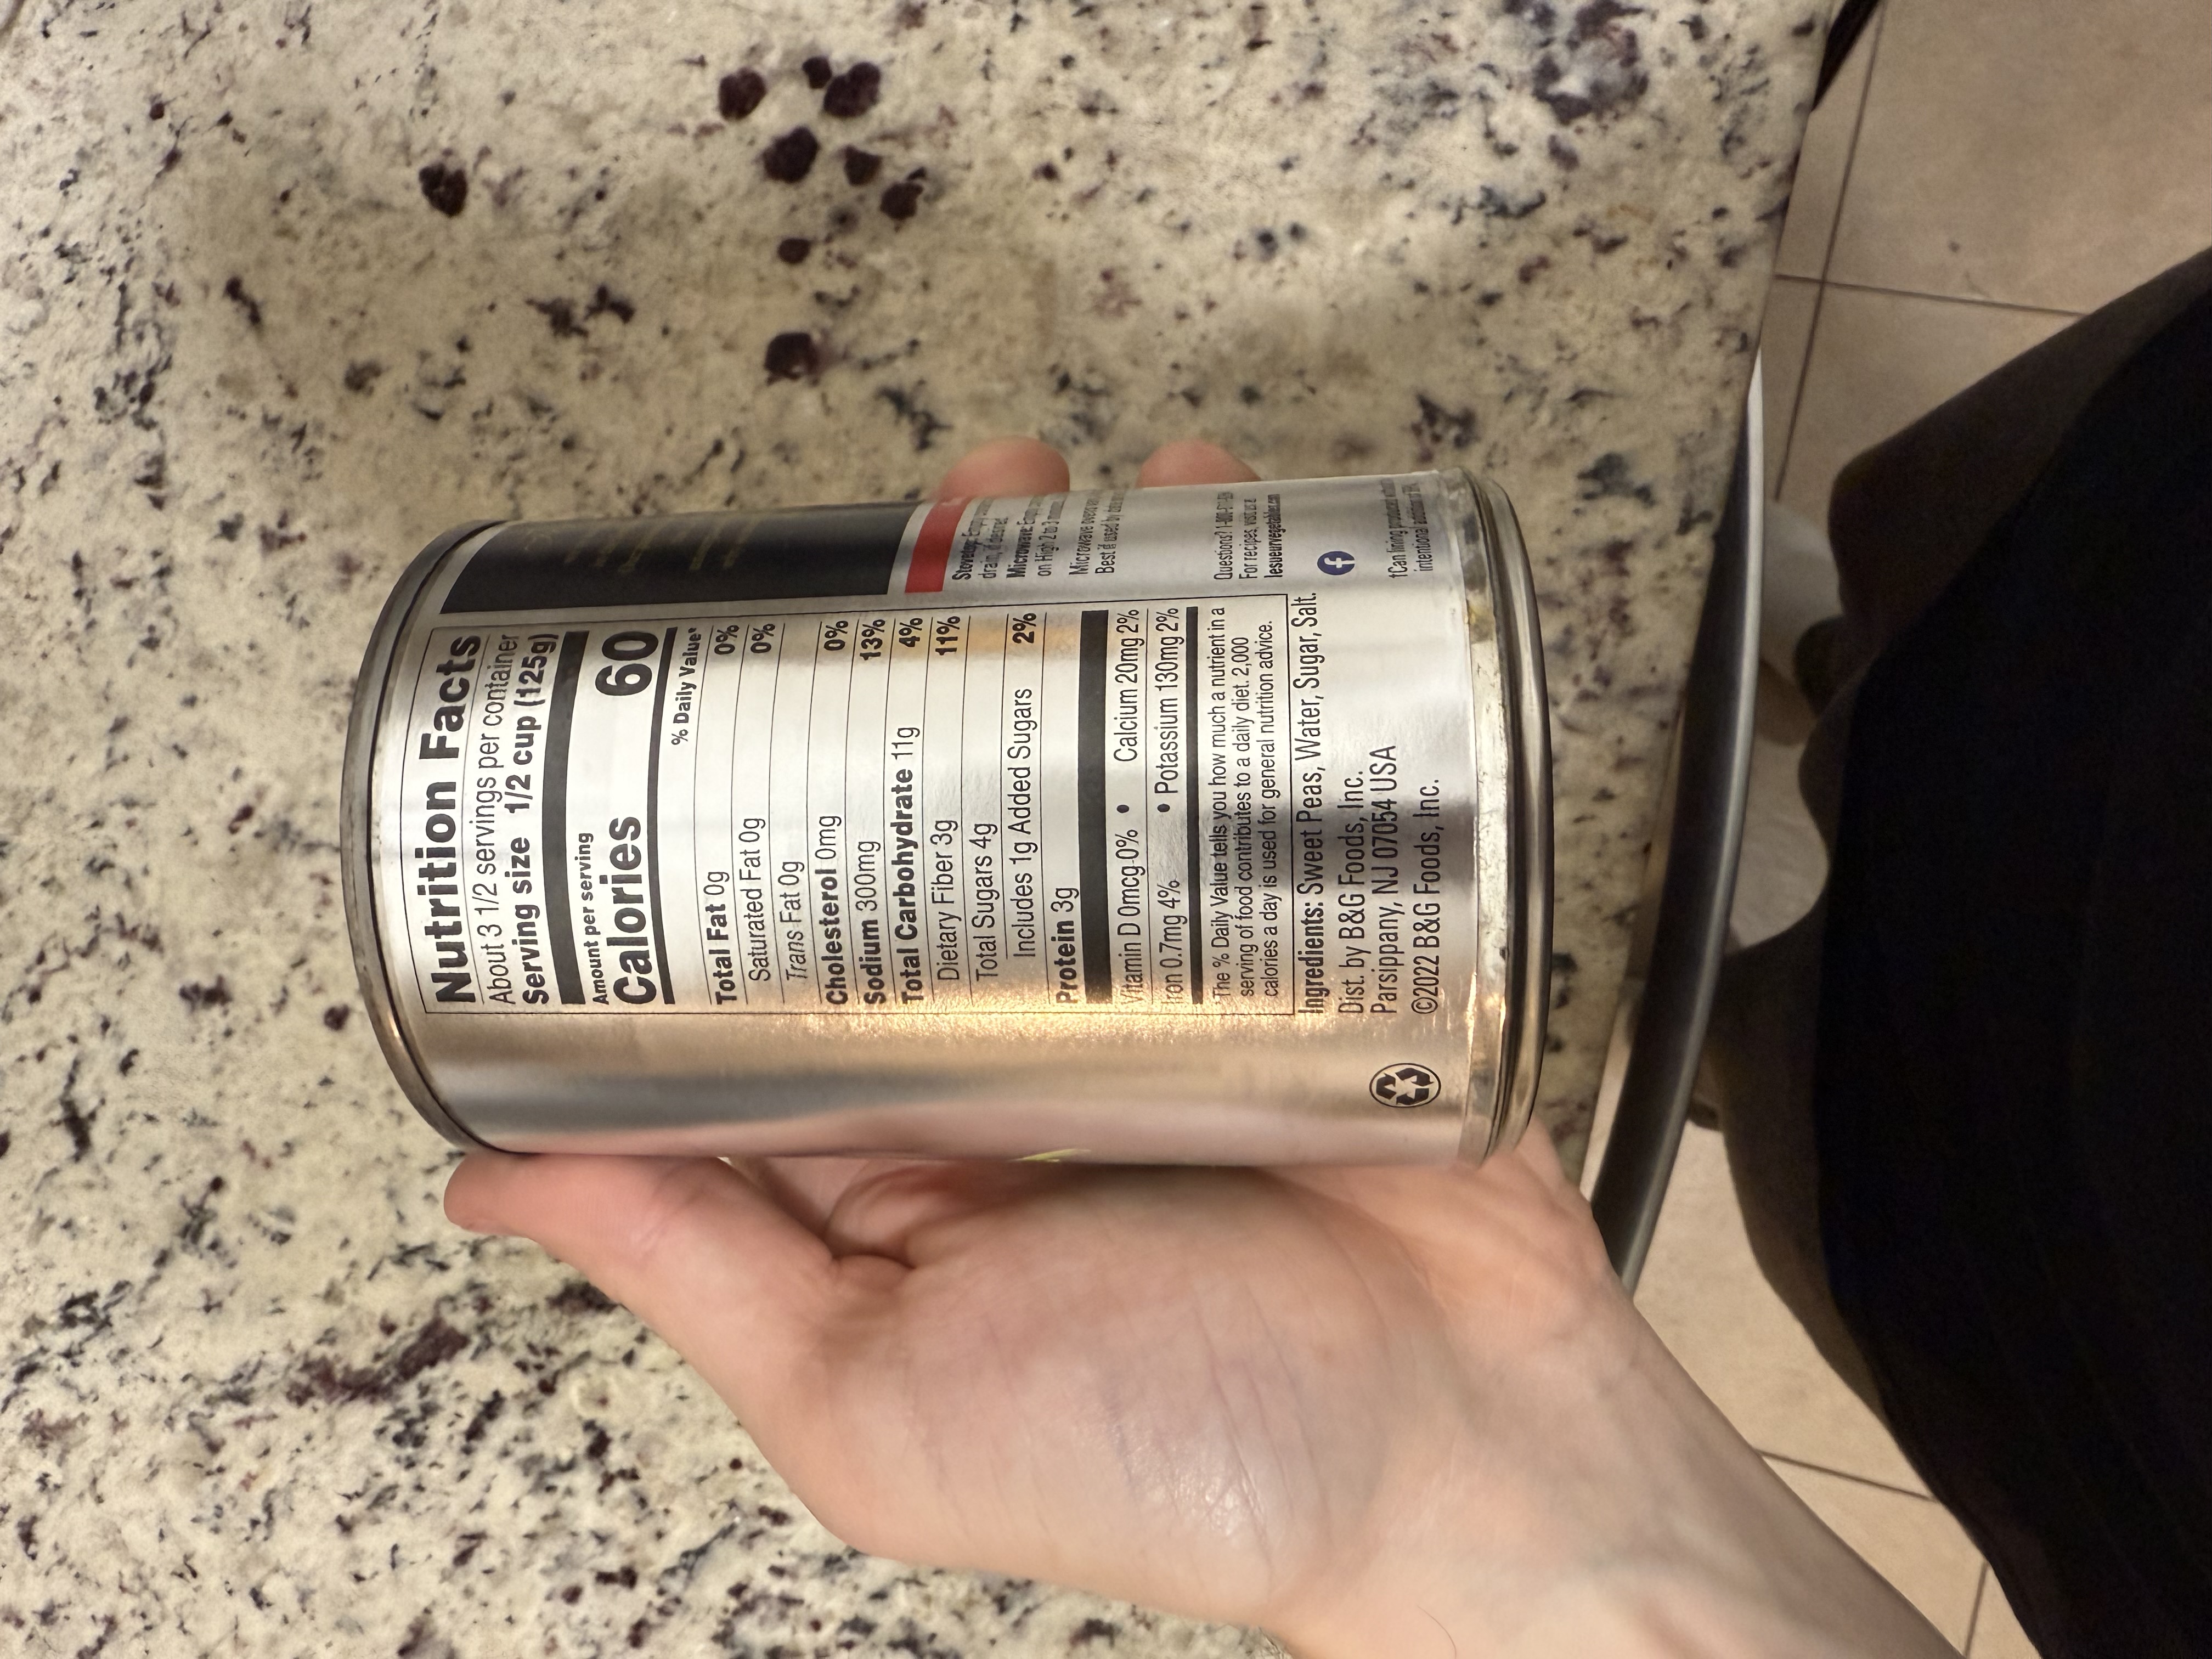 Nutrition Facts
About 3 1/2 servings per container
Serving size 1/2 cup (125g)
Amount per serving
Calories 60
% Daily Value*
Total Fat 0g 0%
Saturated Fat 0g 0%
Trans Fat 0g
Cholesterol 0mg 0%
Sodium 300mg 13%
Total Carbohydrate 11g 4%
Dietary Fiber 3g 11%
Total Sugars 4g
Includes 1g Added Sugars 2%
Protein 3g
Vitamin D 0mcg 0% • Calcium 20mg 2%
Iron 0.7mg 4% • Potassium 130mg 2%
*The % Daily Value tells you how much a nutrient in a
serving of food contributes to a daily diet. 2,000
calories a day is used for general nutrition advice.
Ingredients: Sweet Peas, Water, Sugar, Salt.
Dist. by B&G Foods, Inc.
Parsippany, NJ 07054 USA
©2022 B&G Foods, Inc.
Stovetop: Empty
drain, if desired.
Microwave: Empty
on High 2 to 3
Microwave ovens
Best if used by
Questions?
For recipes, visit us at
lesueurvegetables.com
†Can lining produced
intentional addition of